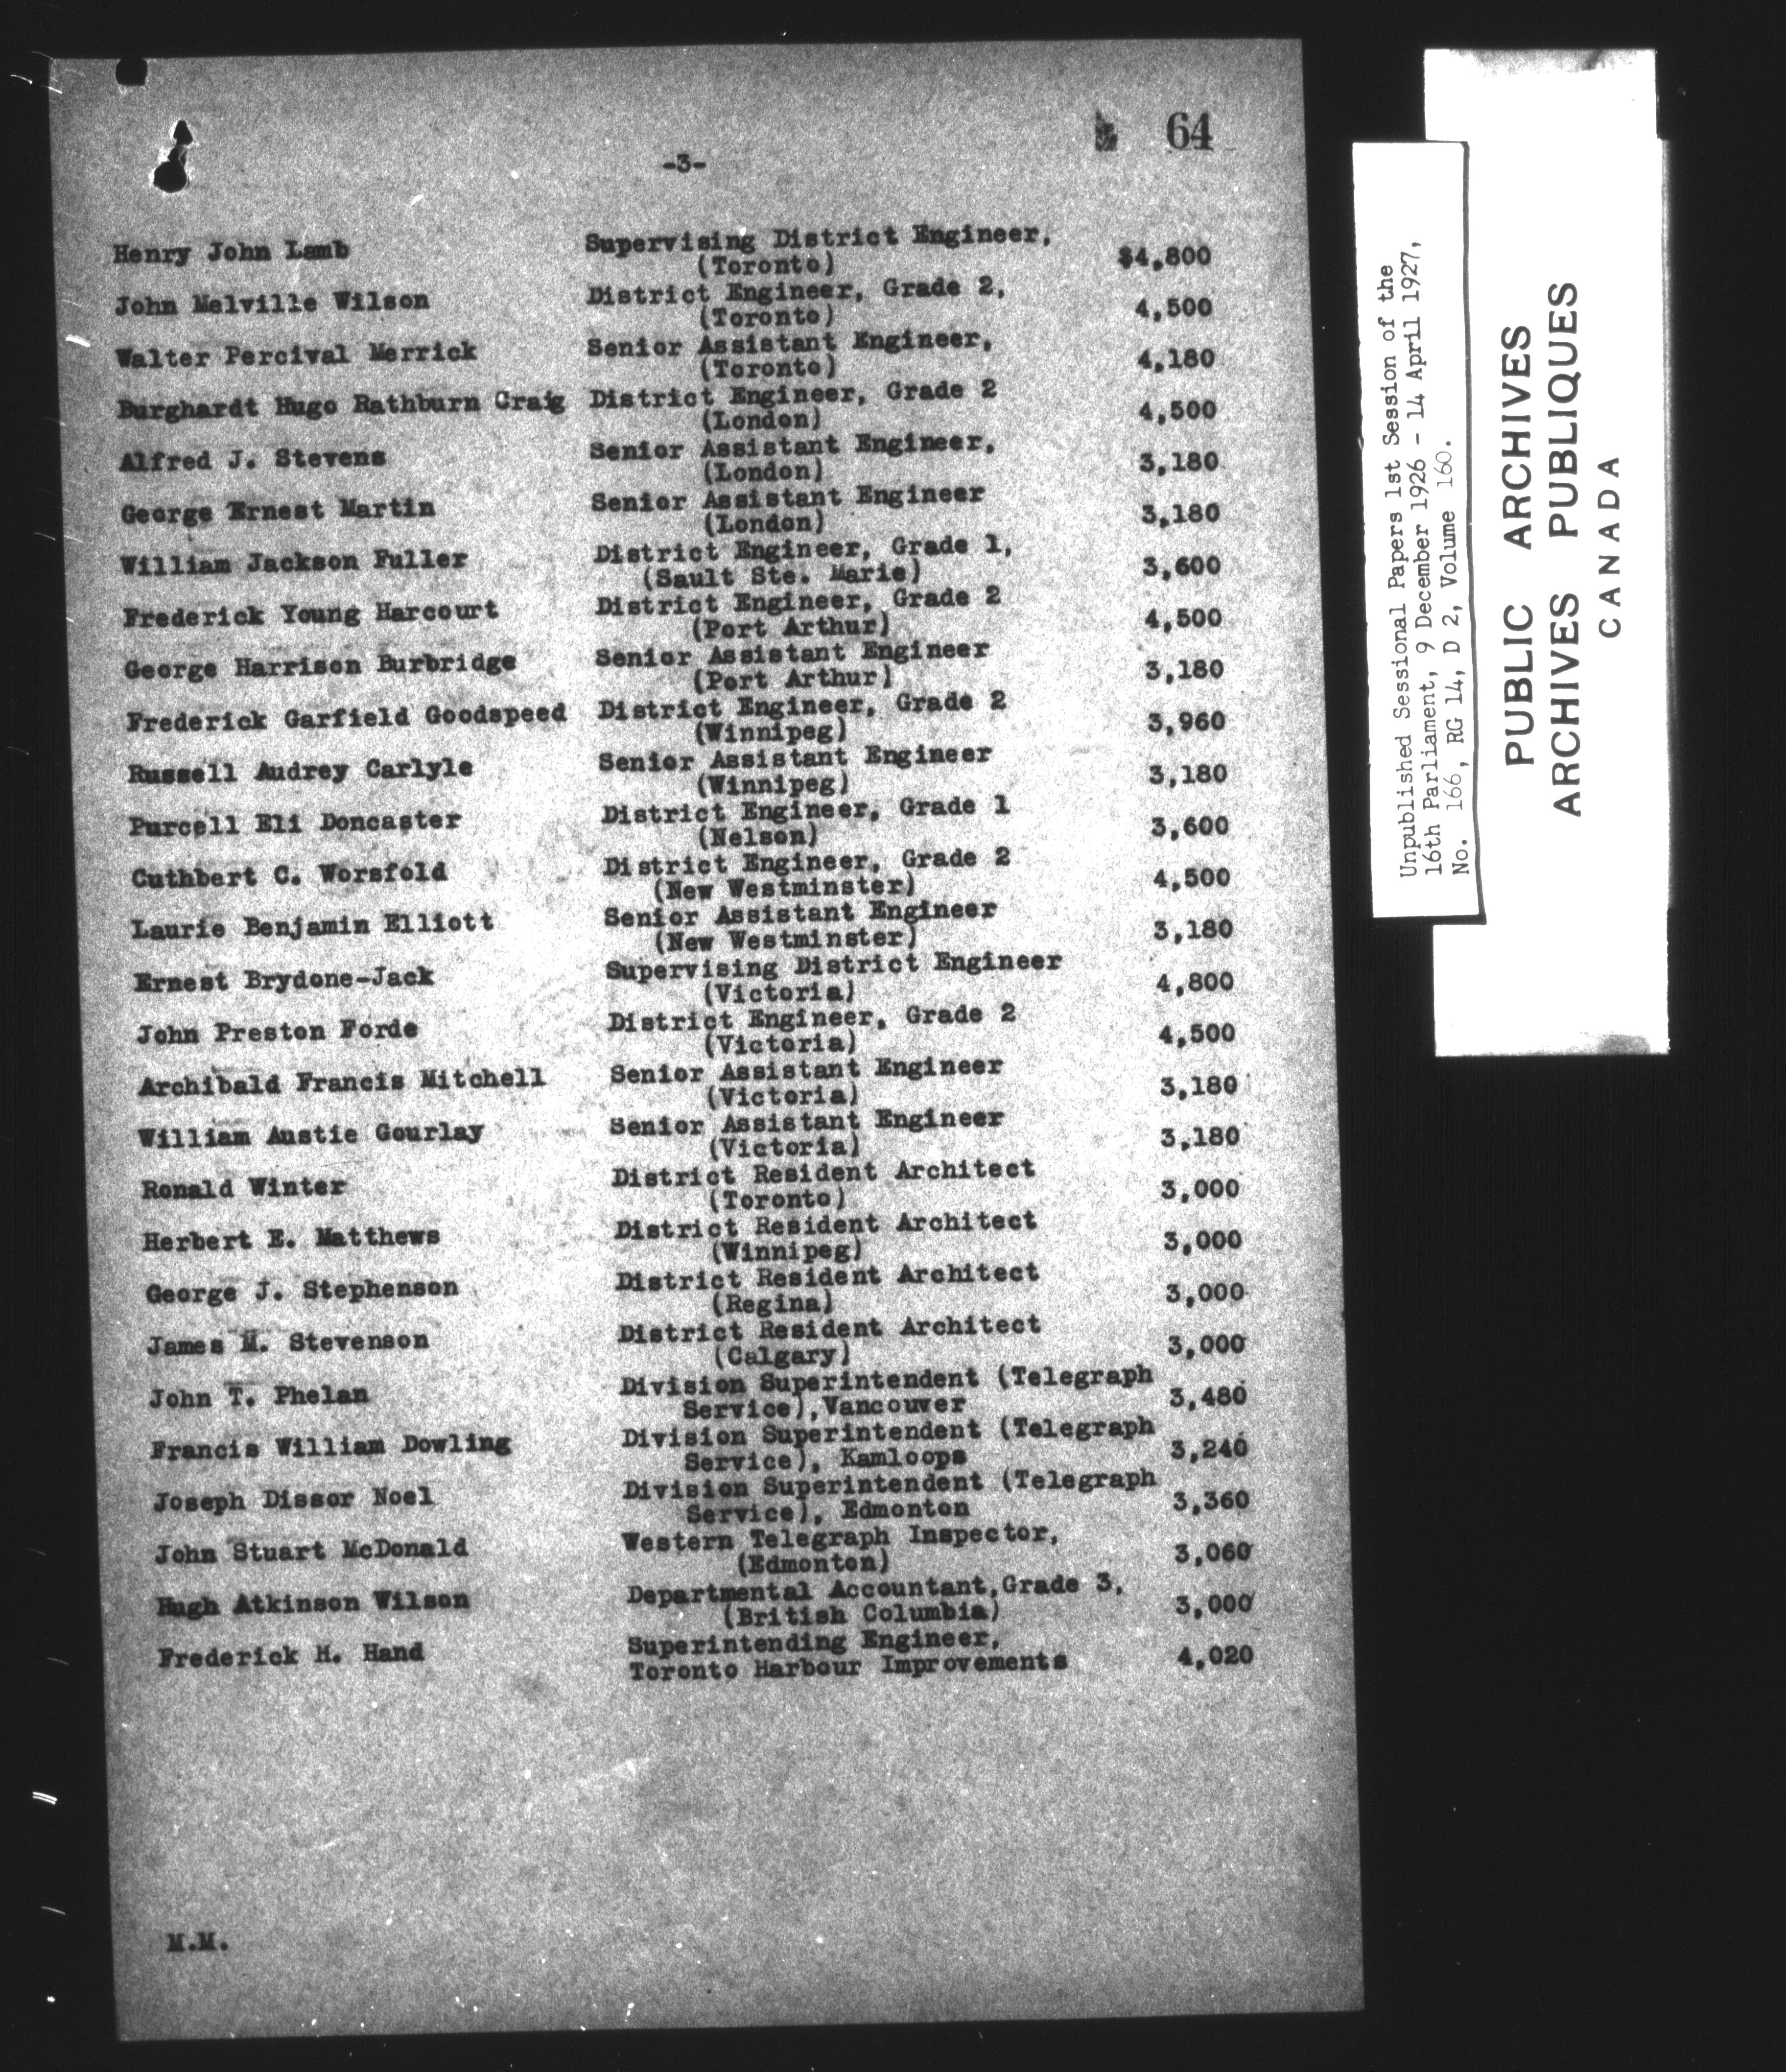 64
-3-
Henry John Lamb Supervising District Engineer, $4,800
(Toronto)
John Melville Wilson District Engineer, Grade 2, 4,500
(Toronto)
Walter Percival Merrick Senior Assistant Engineer, 4,180
(Toronto)
Burghardt Hugo Rathburn Craig District Engineer, Grade 2 4,500
(London)
Alfred J. Stevens Senior Assistant Engineer, 3,180
(London)
George Ernest Martin Senior Assistant Engineer 3,180
(London)
William Jackson Fuller District Engineer, Grade 1, 3,600
(Sault Ste. Marie)
Frederick Young Harcourt District Engineer, Grade 2 4,500
(Port Arthur)
George Harrison Burbridge Senior Assistant Engineer 3,180
(Port Arthur)
Frederick Garfield Goodspeed District Engineer, Grade 2 3,960
(Winnipeg)
Russell Audrey Carlyle Senior Assistant Engineer 3,180
(Winnipeg)
Purcell Eli Doncaster District Engineer, Grade 1 3,600
(Nelson)
Cuthbert C. Worsfold District Engineer, Grade 2 4,500
(New Westminster)
Laurie Benjamin Elliott Senior Assistant Engineer 3,180
(New Westminster)
Ernest Brydone-Jack Supervising District Engineer 4,800
(Victoria)
John Preston Forde District Engineer, Grade 2 4,500
(Victoria)
Archibald Francis Mitchell Senior Assistant Engineer 3,180
(Victoria)
William Austie Gourlay Senior Assistant Engineer 3,180
(Victoria)
Ronald Winter District Resident Architect 3,000
(Toronto)
Herbert E. Matthews District Resident Architect 3,000
(Winnipeg)
George J. Stephenson District Resident Architect 3,000
(Regina)
James H. Stevenson District Resident Architect 3,000
(Calgary)
John T. Phelan Division Superintendent (Telegraph 3,480
Service),Vancouver
Francis William Dowling Division Superintendent (Telegraph 3,240
Service), Kamloops
Joseph Dissor Noel Division Superintendent (Telegraph 3,360
Service), Edmonton
John Stuart McDonald Western Telegraph Inspector, 3,060
(Edmonton)
Hugh Atkinson Wilson Departmental Accountant,Grade 3, 3,000
(British Columbia)
Frederick H. Hand Superintending Engineer, 4,020
Toronto Harbour Improvements
M.M.
Unpublished Sessional Papers 1st Session of the
16th Parliament, 9 December 1926 - 14 April 1927,
No. 166, RG 14, D 2, Volume 160.
PUBLIC ARCHIVES
ARCHIVES PUBLIQUES
CANADA